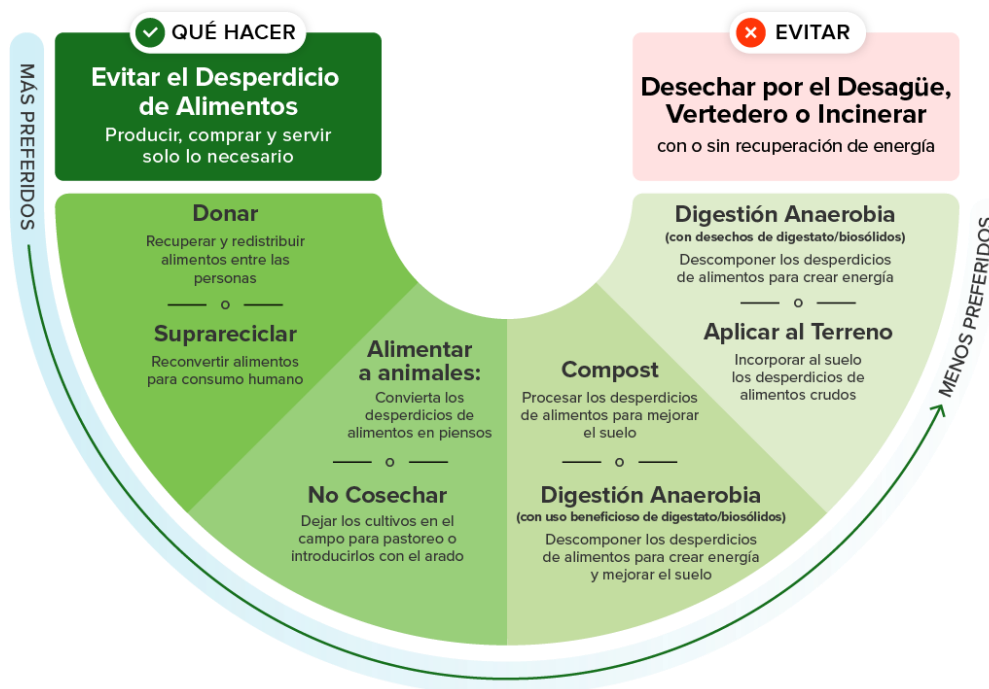 QUÉ HACER
Evitar el Desperdicio
de Alimentos
Producir, comprar y servir
solo lo necesario
EVITAR
Desechar por el Desagüe,
Vertedero o Incinerar
con o sin recuperación de energía
MÁS PREFERIDOS
Donar
Recuperar y redistribuir
alimentos entre las
personas
o
Suprareciclar
Reconvertir alimentos
para consumo humano
Alimentar
a animales:
Convierta los
desperdicios de
alimentos en piensos
o
No Cosechar
Dejar los cultivos en el
campo para pastoreo o
introducirlos con el arado
Compost
Procesar los desperdicios
de alimentos para mejorar
el suelo
o
Digestión Anaerobia
(con uso beneficioso de digestato/biosólidos)
Descomponer los desperdicios
de alimentos para crear energía
y mejorar el suelo
Digestión Anaerobia
(con desechos de digestato/biosólidos)
Descomponer los desperdicios
de alimentos para crear energía
o
Aplicar al Terreno
Incorporar al suelo
los desperdicios de
alimentos crudos
MENOS PREFERIDOS